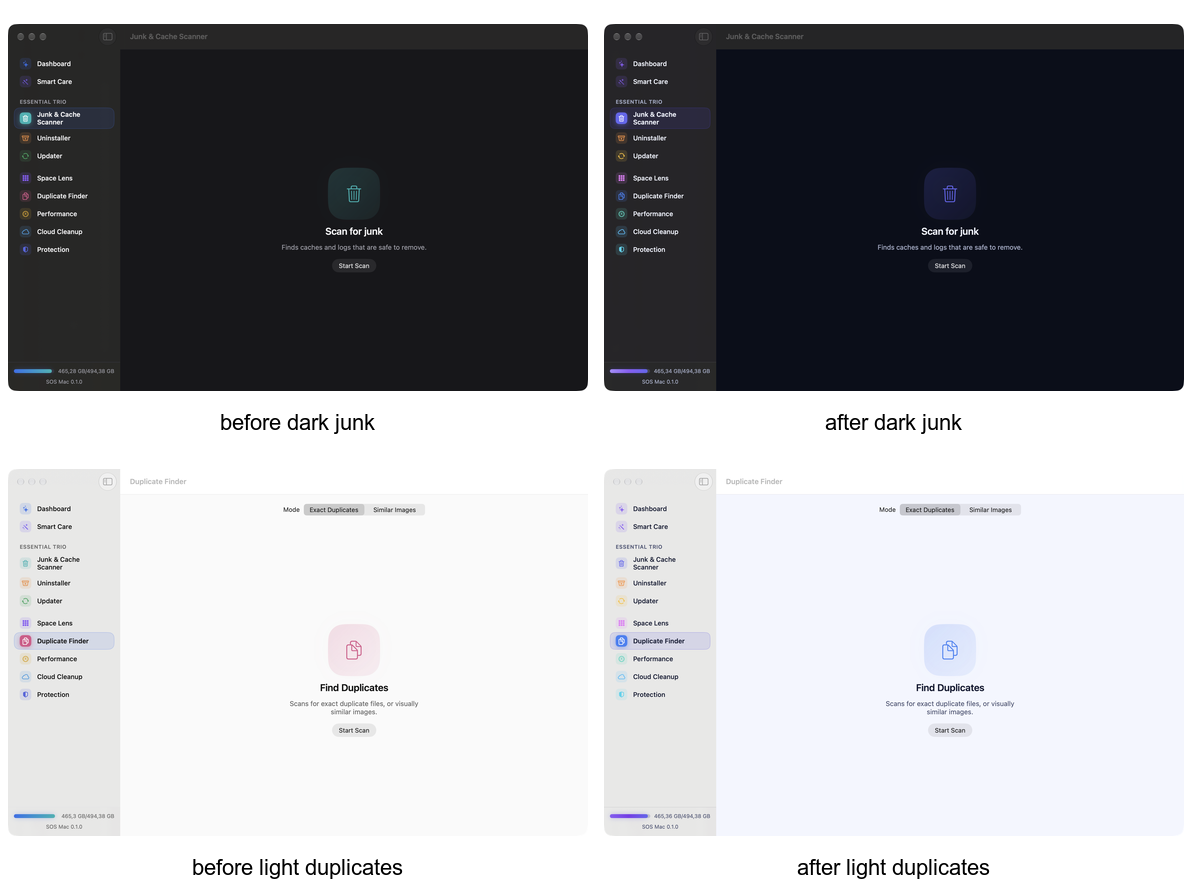 Junk & Cache Scanner
Dashboard
Smart Care
ESSENTIAL TRIO
Junk & Cache
Scanner
Uninstaller
Updater
Space Lens
Duplicate Finder
Performance
Cloud Cleanup
Protection
Scan for junk
Finds caches and logs that are safe to remove.
Start Scan
465,28 GB/494,38 GB
SOS Mac 0.1.0
before dark junk
Junk & Cache Scanner
Dashboard
Smart Care
ESSENTIAL TRIO
Junk & Cache
Scanner
Uninstaller
Updater
Space Lens
Duplicate Finder
Performance
Cloud Cleanup
Protection
Scan for junk
Finds caches and logs that are safe to remove.
Start Scan
465,34 GB/494,38 GB
SOS Mac 0.1.0
after dark junk
Duplicate Finder
Dashboard
Smart Care
ESSENTIAL TRIO
Junk & Cache
Scanner
Uninstaller
Updater
Space Lens
Duplicate Finder
Performance
Cloud Cleanup
Protection
Mode Exact Duplicates Similar Images
Find Duplicates
Scans for exact duplicate files, or visually
similar images.
Start Scan
465,3 GB/494,38 GB
SOS Mac 0.1.0
before light duplicates
Duplicate Finder
Dashboard
Smart Care
ESSENTIAL TRIO
Junk & Cache
Scanner
Uninstaller
Updater
Space Lens
Duplicate Finder
Performance
Cloud Cleanup
Protection
Mode Exact Duplicates Similar Images
Find Duplicates
Scans for exact duplicate files, or visually
similar images.
Start Scan
465,36 GB/494,38 GB
SOS Mac 0.1.0
after light duplicates